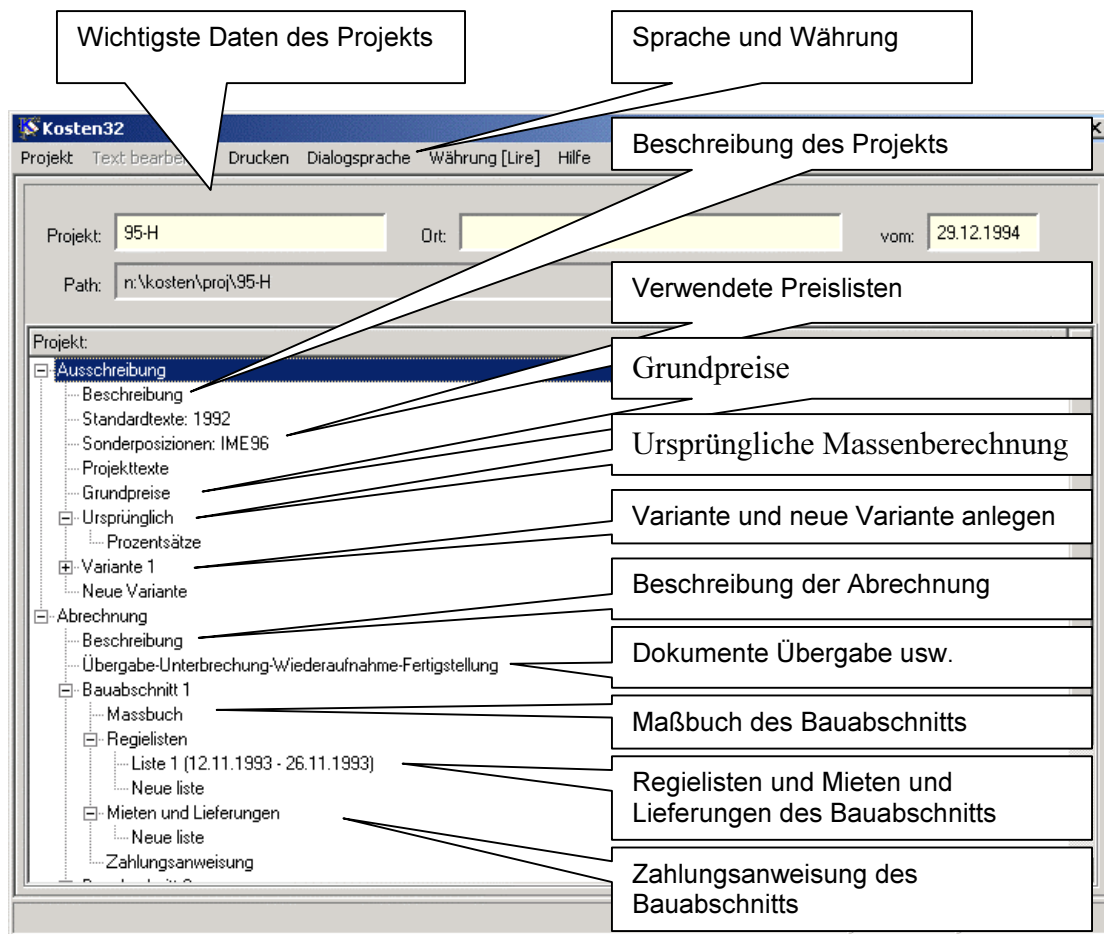 Wichtigste Daten des Projekts
Sprache und Währung
Kosten32
Projekt Drucken Dialogsprache Währung [Lire] Hilfe
Beschreibung des Projekts
Projekt: 95-H Ort: vom: 29.12.1994
Path: n:\kosten\proj\95-H
Verwendete Preislisten
Projekt:
Grundpreise
Ausschreibung
Beschreibung
Standardtexte: 1992
Ursprüngliche Massenberechnung
Sonderposizionen: IME96
Projekttexte
Grundpreise
Variante und neue Variante anlegen
Ursprünglich
Prozentsätze
Variante 1
Beschreibung der Abrechnung
Neue Variante
Abrechnung
Beschreibung
Dokumente Übergabe usw.
Übergabe-Unterbrechung-Wiederaufnahme-Fertigstellung
Bauabschnitt 1
Massbuch
Maßbuch des Bauabschnitts
Regielisten
Liste 1 (12.11.1993 - 26.11.1993)
Regielisten und Mieten und
Lieferungen des Bauabschnitts
Neue liste
Mieten und Lieferungen
Neue liste
Zahlungsanweisung
Zahlungsanweisung des
Bauabschnitts